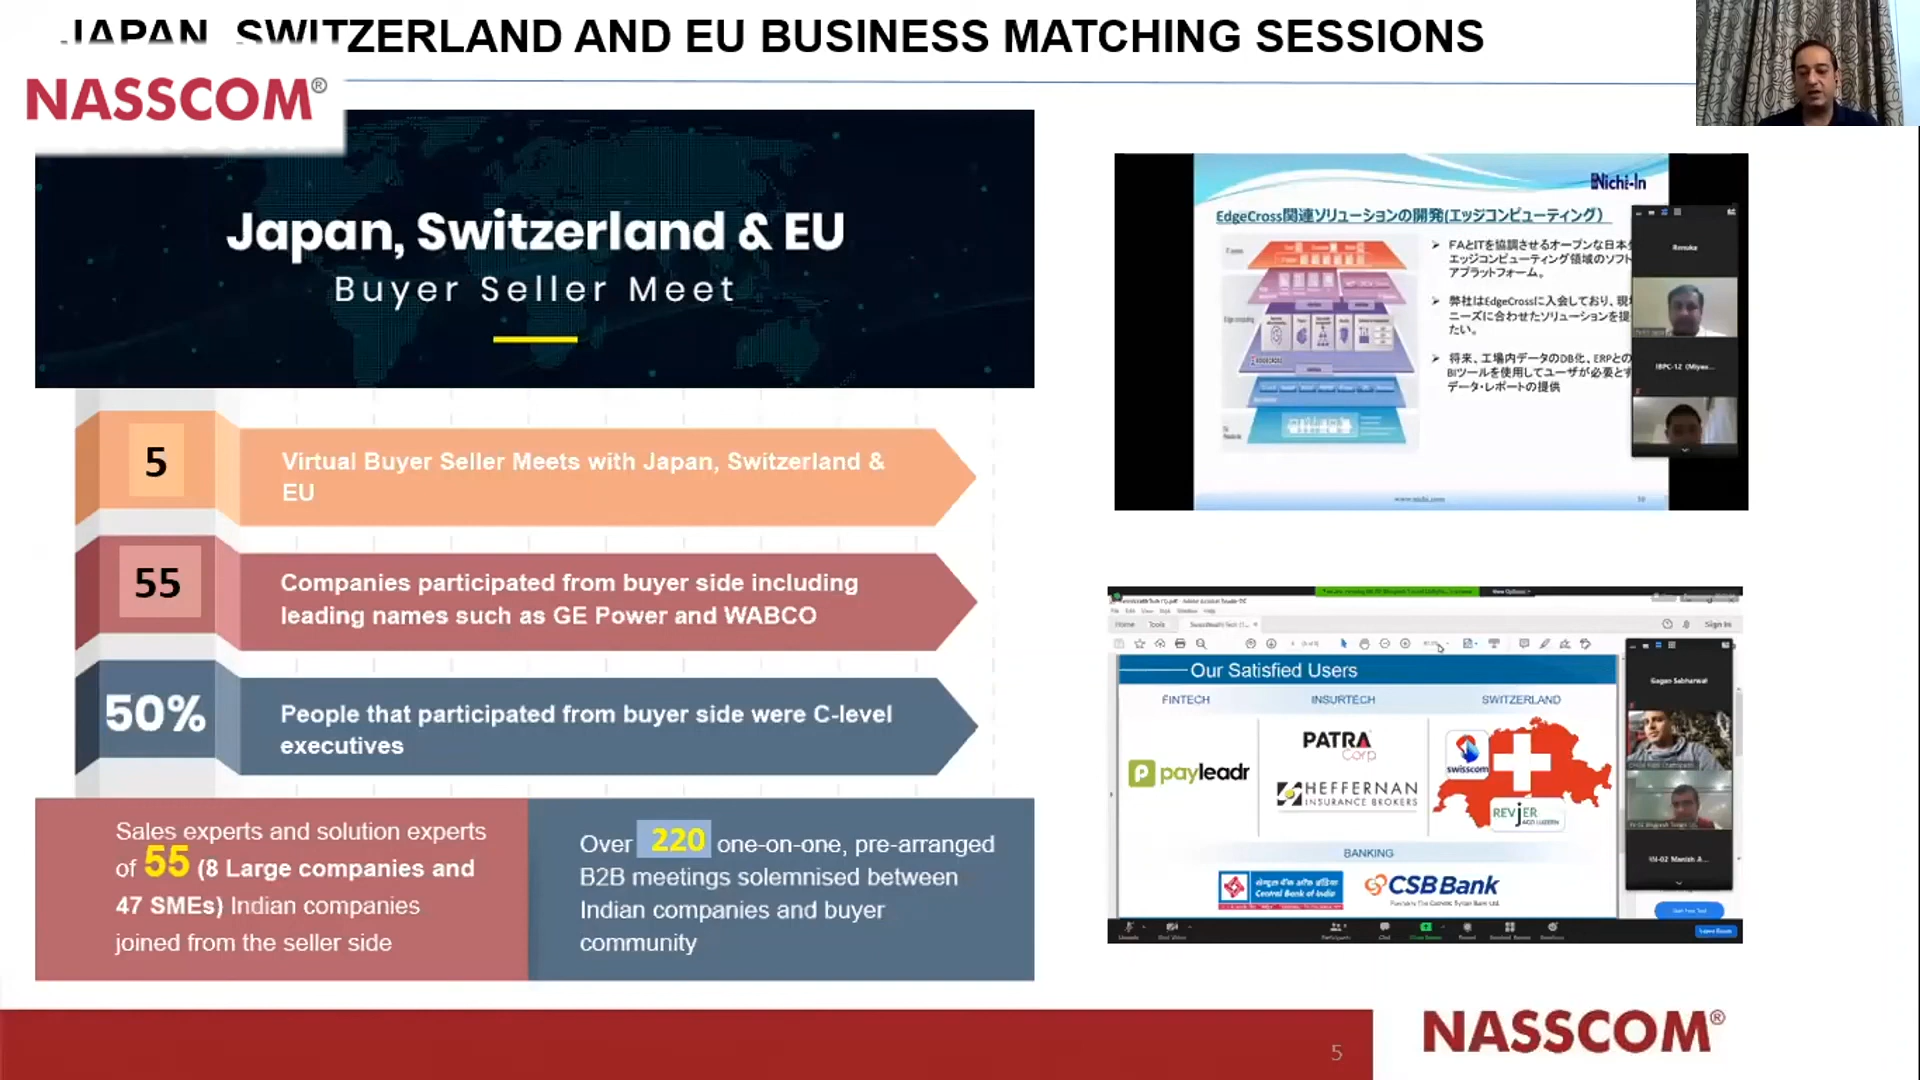 JAPAN, SWITZERLAND AND EU BUSINESS MATCHING SESSIONS
NASSCOM®
Japan, Switzerland & EU
Buyer Seller Meet
5
Virtual Buyer Seller Meets with Japan, Switzerland &
EU
55
Companies participated from buyer side including
leading names such as GE Power and WABCO
50%
People that participated from buyer side were C-level
executives
Sales experts and solution experts
of 55 (8 Large companies and
47 SMEs) Indian companies
joined from the seller side
Over 220 one-on-one, pre-arranged
B2B meetings solemnised between
Indian companies and buyer
community
Nichi-In
EdgeCross関連ソリューションの開発(エッジコンピューティング)
FAとITを協調させるオープンな日本
エッジコンピューティング領域のソフト
アプラットフォーム。
弊社はEdgeCrossに入会しており、現
ニーズに合わせたソリューションを提
たい。
将来、工場内データのDB化、ERPとの
BIツールを使用してユーザが必要とす
データ・レポートの提供
Renuka
10
Home Tools
Sign In
Our Satisfied Users
FINTECH INSURTECH SWITZERLAND
payleadr
PATRA
Corp
HEFFERNAN
INSURANCE BROKERS
swisscom
REVJER
BANKING
Central Bank of India
CSB Bank
Gagan Sabharwal
5
NASSCOM®